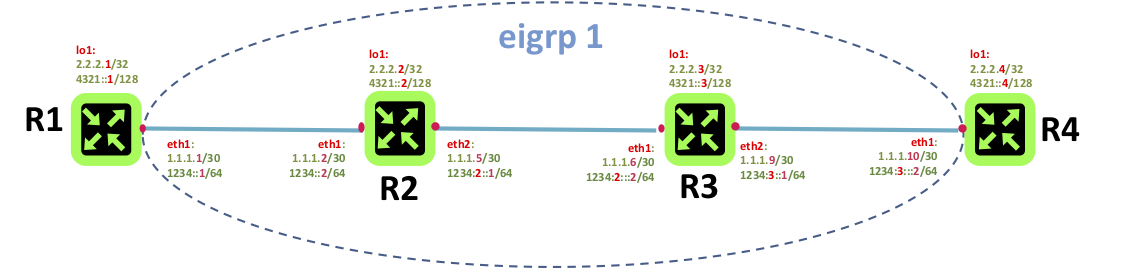 eigrp 1
lo1:
2.2.2.1/32
4321::1/128
lo1:
2.2.2.2/32
4321::2/128
lo1:
2.2.2.3/32
4321::3/128
lo1:
2.2.2.4/32
4321::4/128
R1
R4
eth1:
1.1.1.1/30
1234::1/64
eth1:
1.1.1.2/30
1234::2/64
R2
eth2:
1.1.1.5/30
1234:2::1/64
eth1:
1.1.1.6/30
1234:2:::2/64
R3
eth2:
1.1.1.9/30
1234:3::1/64
eth1:
1.1.1.10/30
1234:3:::2/64